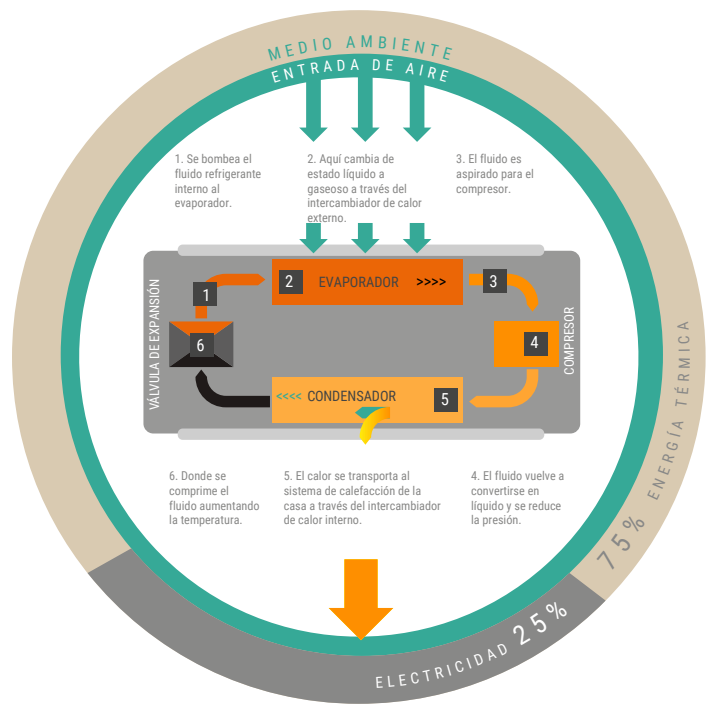 MEDIO AMBIENTE
ENTRADA DE AIRE
1. Se bombea el
fluido refrigerante
interno al
evaporador.
2. Aquí cambia de
estado líquido a
gaseoso a través del
intercambiador de calor
externo.
3. El fluido es
aspirado para el
compresor.
VÁLVULA DE EXPANSIÓN
1
2 EVAPORADOR >>>>
3
6
4
COMPRESOR
<<<< CONDENSADOR 5
6. Donde se
comprime el
fluido aumentando
la temperatura.
5. El calor se transporta al
sistema de calefacción de la
casa a través del intercambiador
de calor interno.
4. El fluido vuelve a
convertirse en
líquido y se reduce
la presión.
75% ENERGÍA TÉRMICA
ELECTRICIDAD 25%